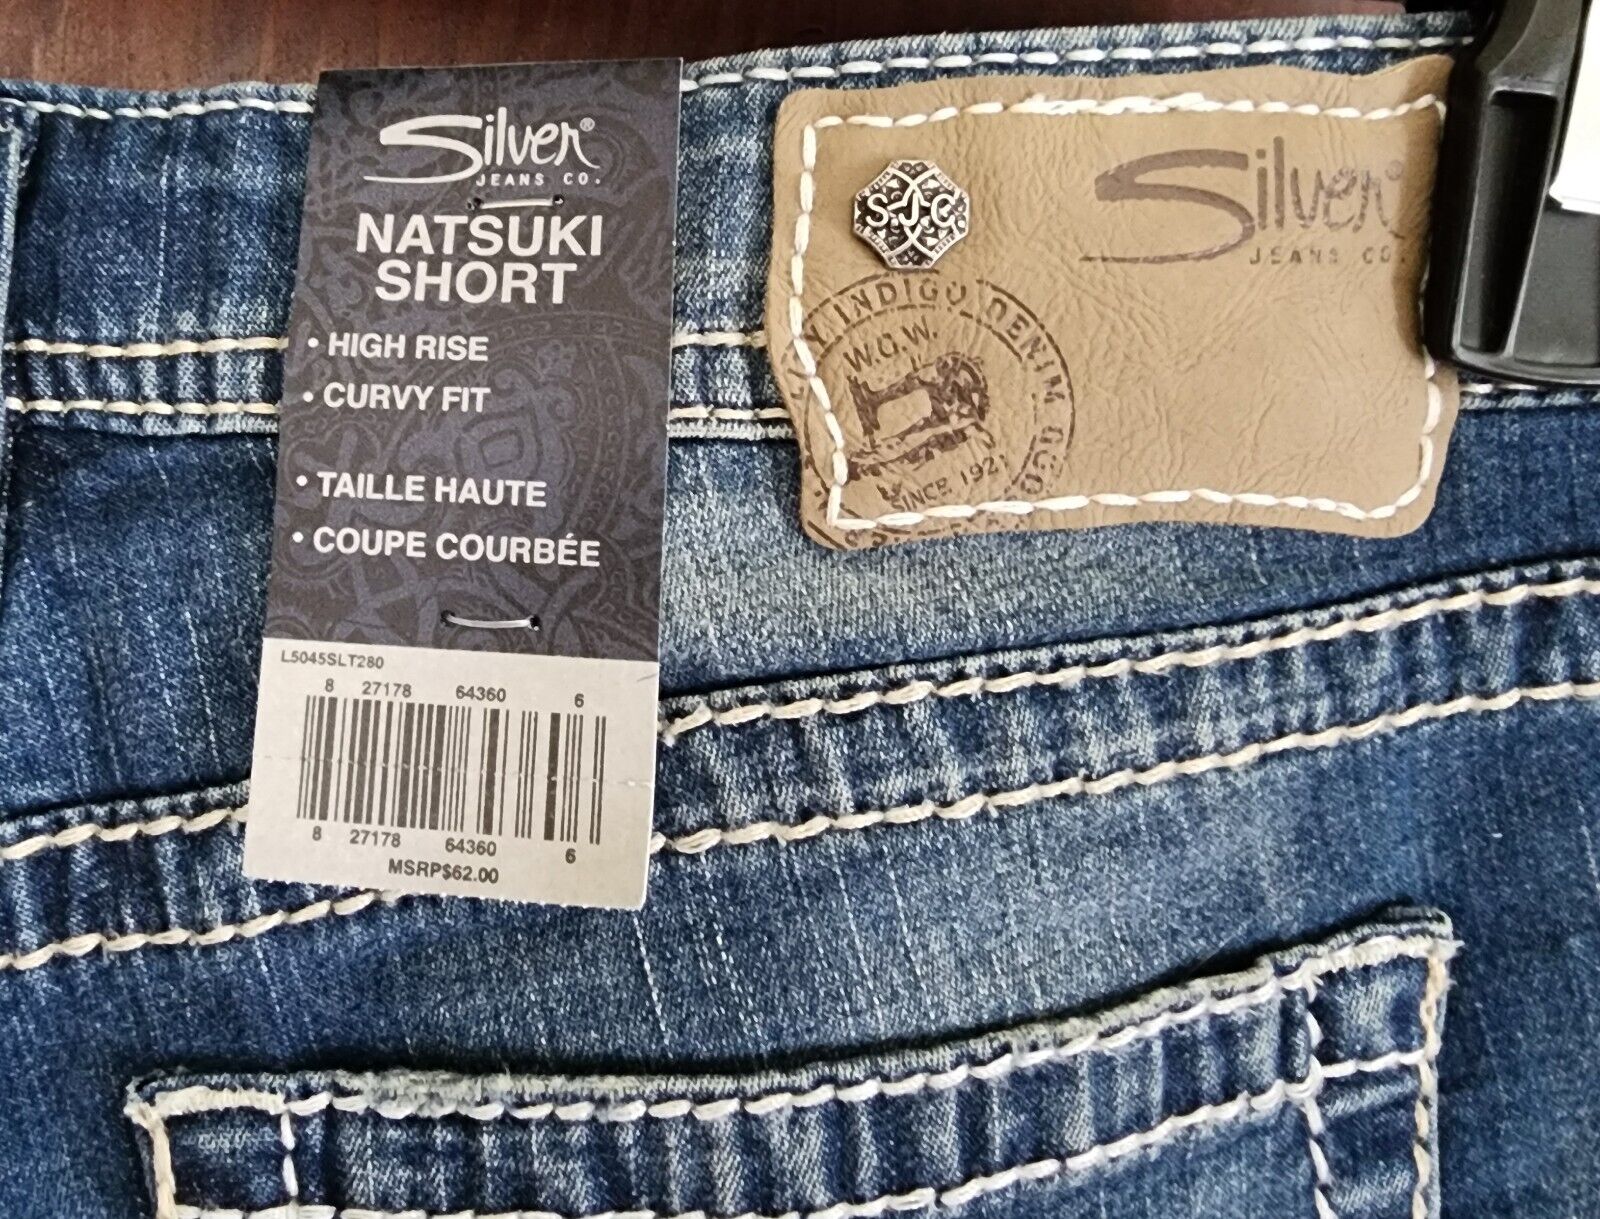 Silver®
JEANS CO.
NATSUKI
SHORT
• HIGH RISE
• CURVY FIT
• TAILLE HAUTE
• COUPE COURBÉE
L5045SLT280
8 27178 64360 6
8 27178 64360 6
MSRP$62.00
SJC
Silver
JEANS CO.
INDIGO DENIM GOO
W.O.W.
SINCE 192